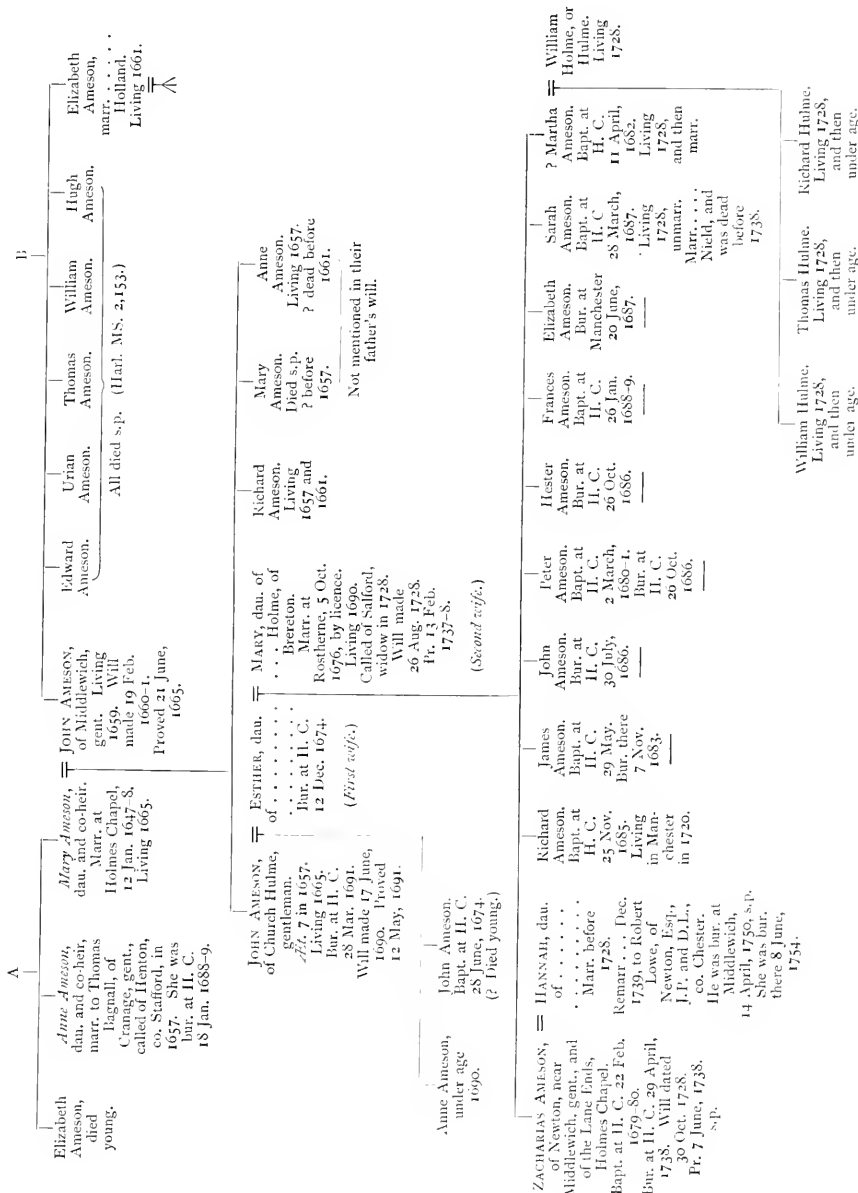 A
Elizabeth
Ameson,
died
young.
Anne Ameson,
dau. and co-heir,
marr. to Thomas
Bagnall, of
Cranage, gent.,
called of Henton,
co. Stafford, in
1657. She was
bur. at H. C.
18 Jan. 1688-9.
Mary Ameson,
dau. and co-heir.
Marr. at
Holmes Chapel,
12 Jan. 1647-8.
Living 1665.
=
JOHN AMESON,
of Middlewich,
gent. Living
1659. Will
made 19 Feb.
1660-1.
Proved 21 June,
1665.
B
Edward
Ameson.
Urian
Ameson.
Thomas
Ameson.
William
Ameson.
Hugh
Ameson.
All died s.p. (Harl. MS. 2,153.)
Elizabeth
Ameson,
marr. . . . . . .
Holland.
Living 1661.
JOHN AMESON,
of Church Hulme,
gentleman.
Æt. 7 in 1657.
Living 1665.
Bur. at H. C.
28 Mar. 1691.
Will made 17 June,
1690. Proved
12 May, 1691.
=
ESTHER, dau.
of . . . . . . . . .
. . . . . . . . . .
Bur. at H. C.
12 Dec. 1674.
(First wife.)
=
MARY, dau. of
. . . Holme, of
Brereton.
Marr. at
Rostherne, 5 Oct.
1676, by licence.
Living 1690.
Called of Salford,
widow in 1728.
Will made
26 Aug. 1728.
Pr. 13 Feb.
1737-8.
(Second wife.)
Richard
Ameson.
Living
1657 and
1661.
Mary
Ameson.
Died s.p.
? before
1657.
Anne
Ameson.
Living 1657.
? dead before
1661.
Not mentioned in their
father's will.
Anne Ameson,
under age
1690.
John Ameson.
Bapt. at H. C.
28 June, 1674.
(? Died young.)
ZACHARIAS AMESON,
of Newton, near
Middlewich, gent., and
of the Lane Ends,
Holmes Chapel.
Bapt. at H. C. 22 Feb.
1679-80.
Bur. at H. C. 29 April,
1738. Will dated
30 Oct. 1728.
Pr. 7 June, 1738.
s.p.
=
HANNAH, dau.
of . . . . . . . .
. . . . . . . . .
Marr. before
1728.
Remarr . . . Dec.
1739, to Robert
Lowe, of
Newton, Esq.,
J.P. and D.L.,
co. Chester.
He was bur. at
Middlewich,
14 April, 1750, s.p.
She was bur.
there 8 June,
1754.
Richard
Ameson.
Bapt. at
H. C.
25 Nov.
1685.
Living
in Man-
chester
in 1720.
James
Ameson.
Bapt. at
H. C.
29 May.
Bur. there
7 Nov.
1683.
John
Ameson.
Bur. at
H. C.
30 July,
1686.
Peter
Ameson.
Bapt. at
H. C.
2 March,
1680-1.
Bur. at
H. C.
26 Oct.
1686.
Hester
Ameson.
Bur. at
H. C.
26 Oct.
1686.
Frances
Ameson.
Bapt. at
H. C.
26 Jan.
1688-9.
Elizabeth
Ameson.
Bur. at
Manchester
20 June,
1687.
Sarah
Ameson.
Bapt. at
H. C
28 March,
1687.
Living
1728,
unmarr.
Marr. . . . .
Nield, and
was dead
before
1738.
? Martha
Ameson.
Bapt. at
H. C.
11 April,
1682.
Living
1728,
and then
marr.
=
William
Holme, or
Hulme.
Living
1728.
William Hulme.
Living 1728,
and then
under age.
Thomas Hulme.
Living 1728,
and then
under age.
Richard Hulme.
Living 1728,
and then
under age.